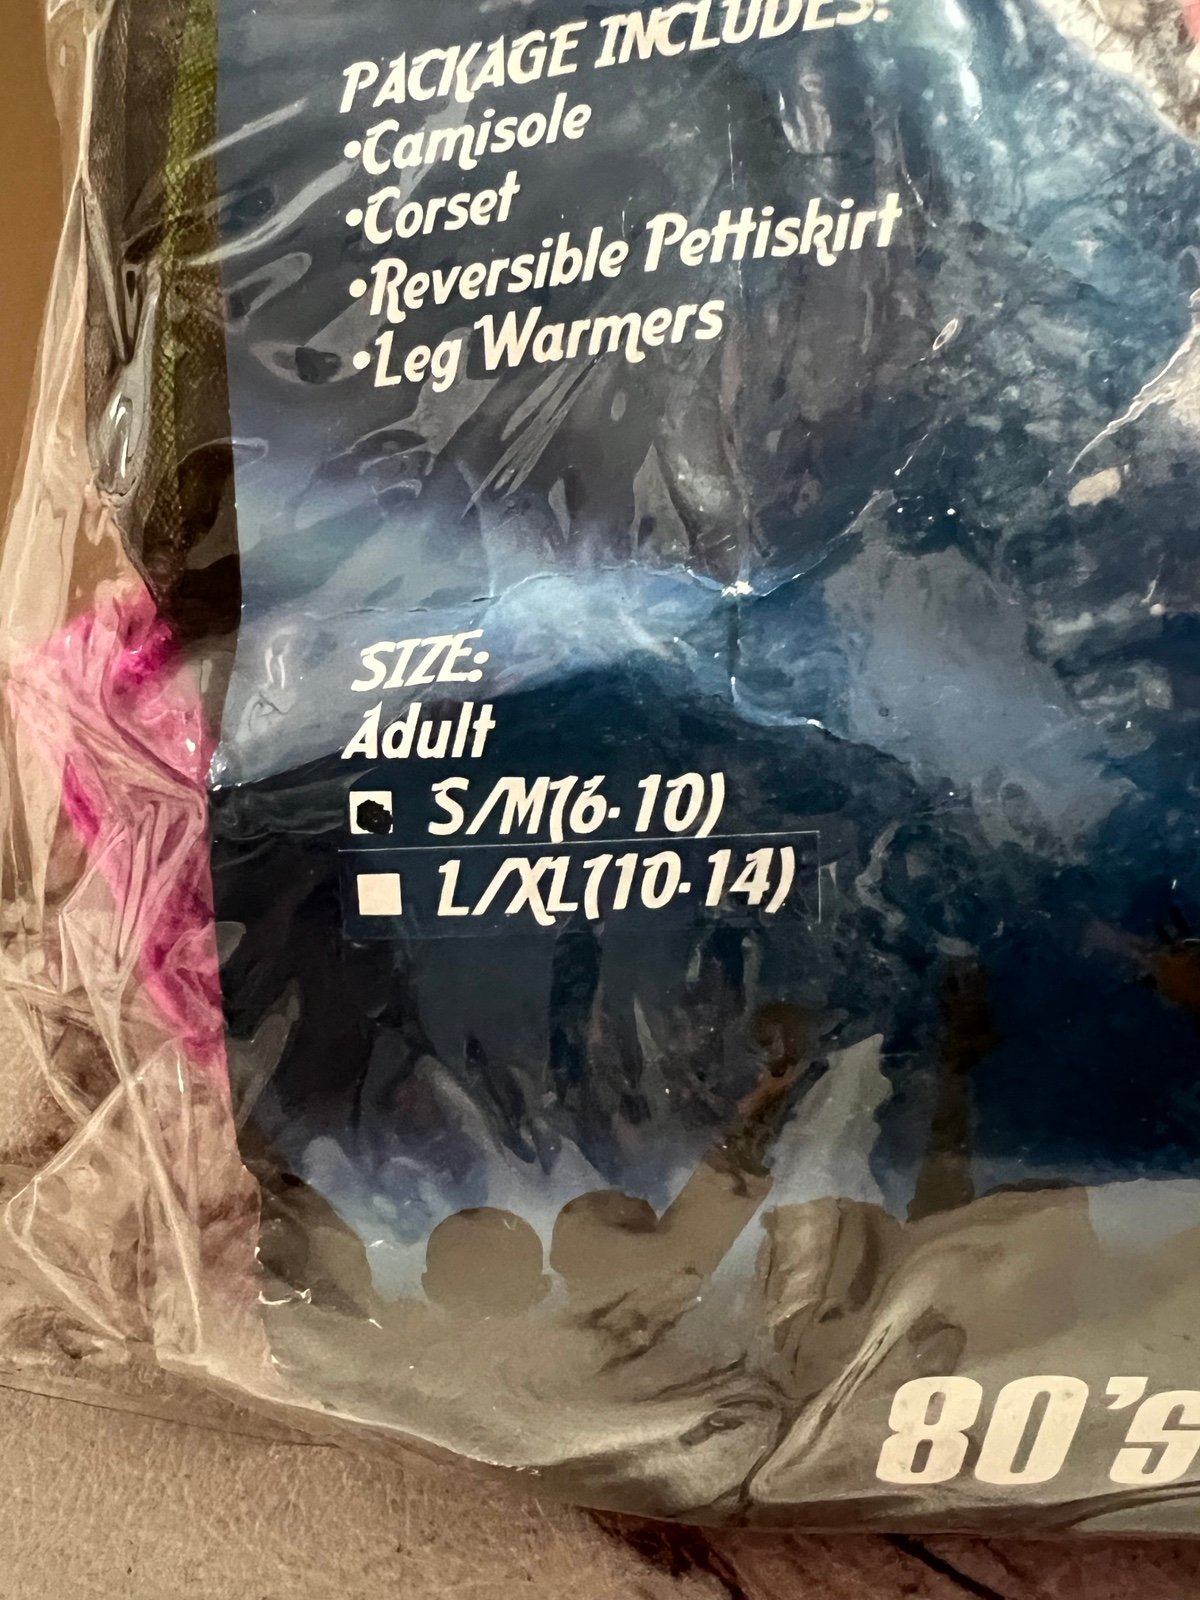 PACKAGE INCLUDES:
•Camisole
•Corset
•Reversible Pettiskirt
•Leg Warmers
SIZE:
Adult
S/M(6-10)
L/XL(10-14)
80's